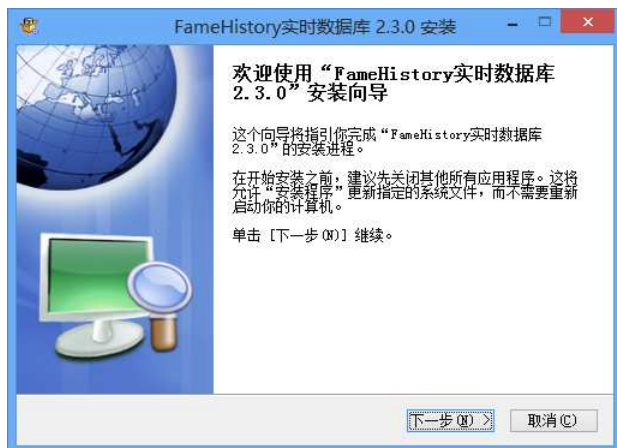 FameHistory实时数据库 2.3.0 安装
欢迎使用“FameHistory实时数据库
2.3.0”安装向导
这个向导将指引你完成“FameHistory实时数据库
2.3.0”的安装进程。
在开始安装之前，建议先关闭其他所有应用程序。这将
允许“安装程序”更新指定的系统文件，而不需要重新
启动你的计算机。
单击 [下一步(N)] 继续。
下一步(N) >
取消(C)